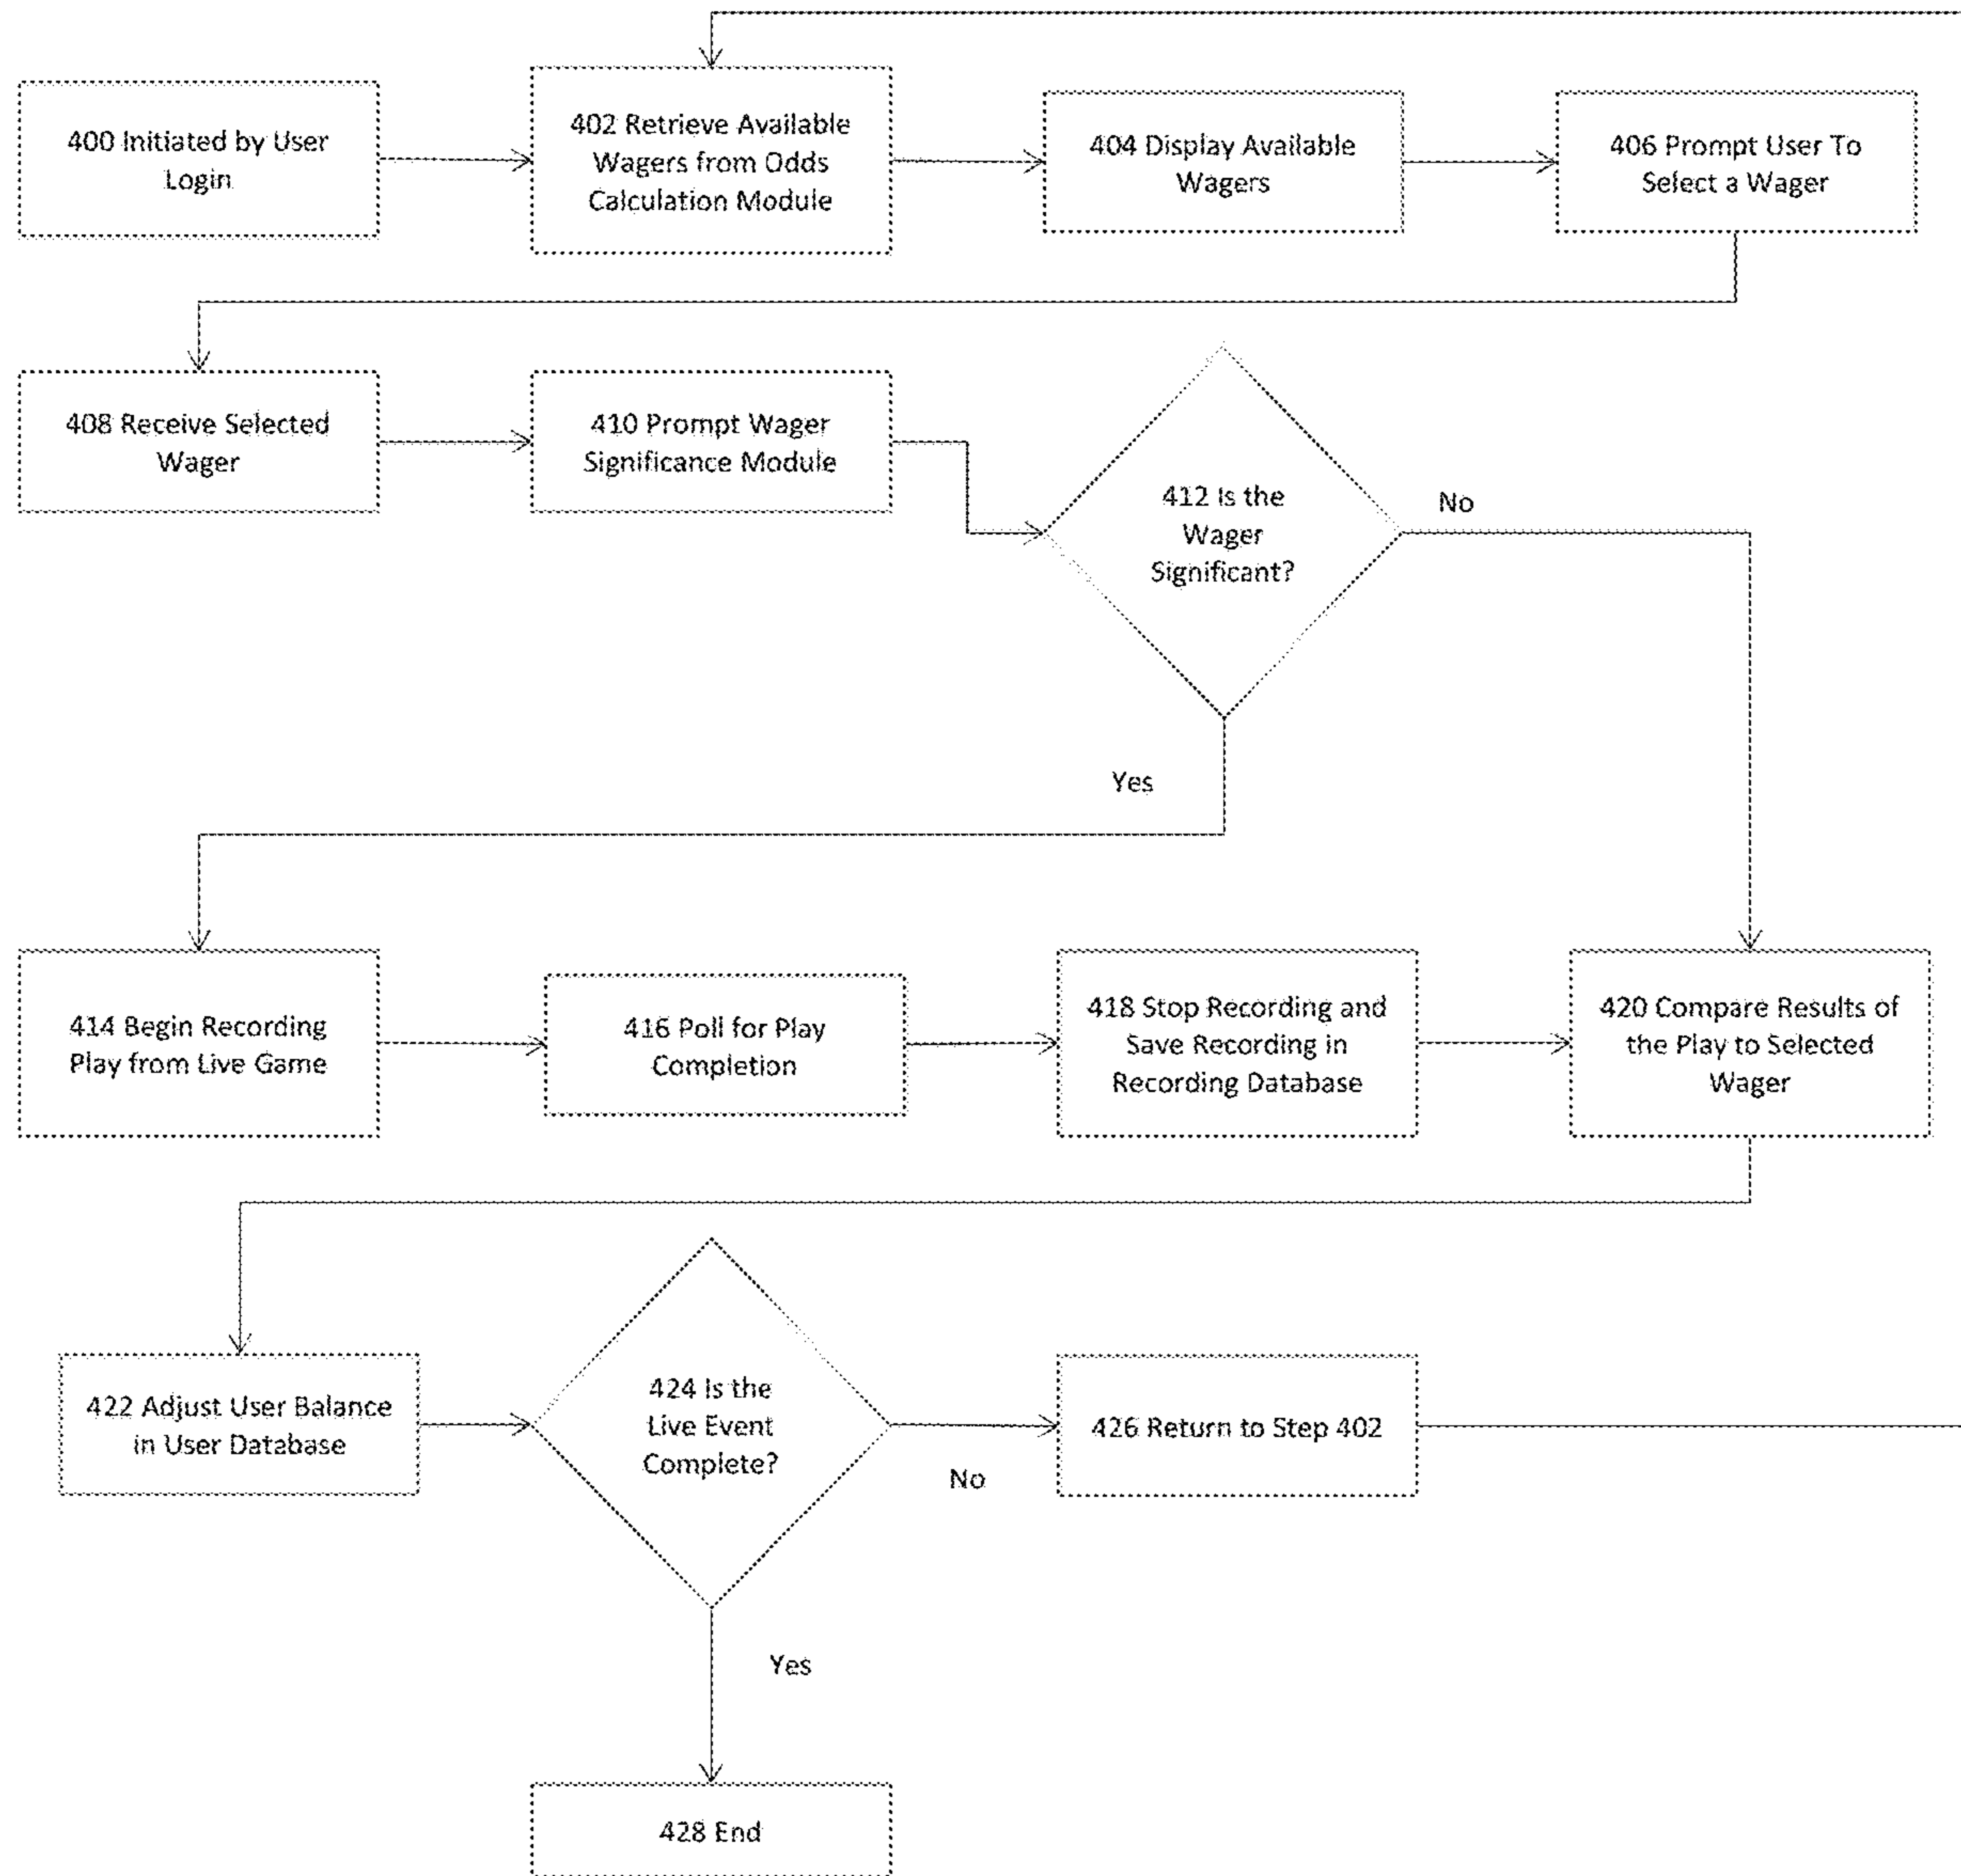 400 Initiated by User
Login
402 Retrieve Available
Wagers from Odds
Calculation Module
404 Display Available
Wagers
406 Prompt User To
Select a Wager
408 Receive Selected
Wager
410 Prompt Wager
Significance Module
412 Is the
Wager
Significant?
No
Yes
414 Begin Recording
Play from Live Game
416 Poll for Play
Completion
418 Stop Recording and
Save Recording in
Recording Database
420 Compare Results of
the Play to Selected
Wager
422 Adjust User Balance
in User Database
424 Is the
Live Event
Complete?
No
426 Return to Step 402
Yes
428 End